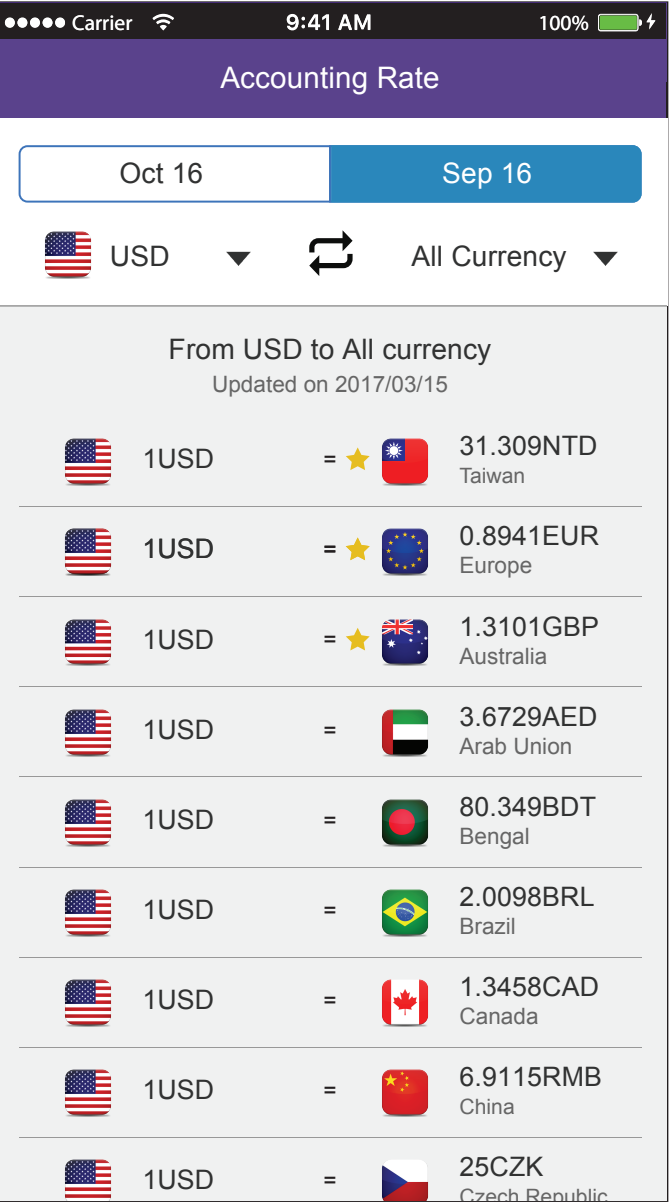 Carrier 9:41 AM 100%
Accounting Rate
Oct 16 Sep 16
USD All Currency
From USD to All currency
Updated on 2017/03/15
1USD = 31.309NTD
Taiwan
1USD = 0.8941EUR
Europe
1USD = 1.3101GBP
Australia
1USD = 3.6729AED
Arab Union
1USD = 80.349BDT
Bengal
1USD = 2.0098BRL
Brazil
1USD = 1.3458CAD
Canada
1USD = 6.9115RMB
China
1USD = 25CZK
Czech Republic